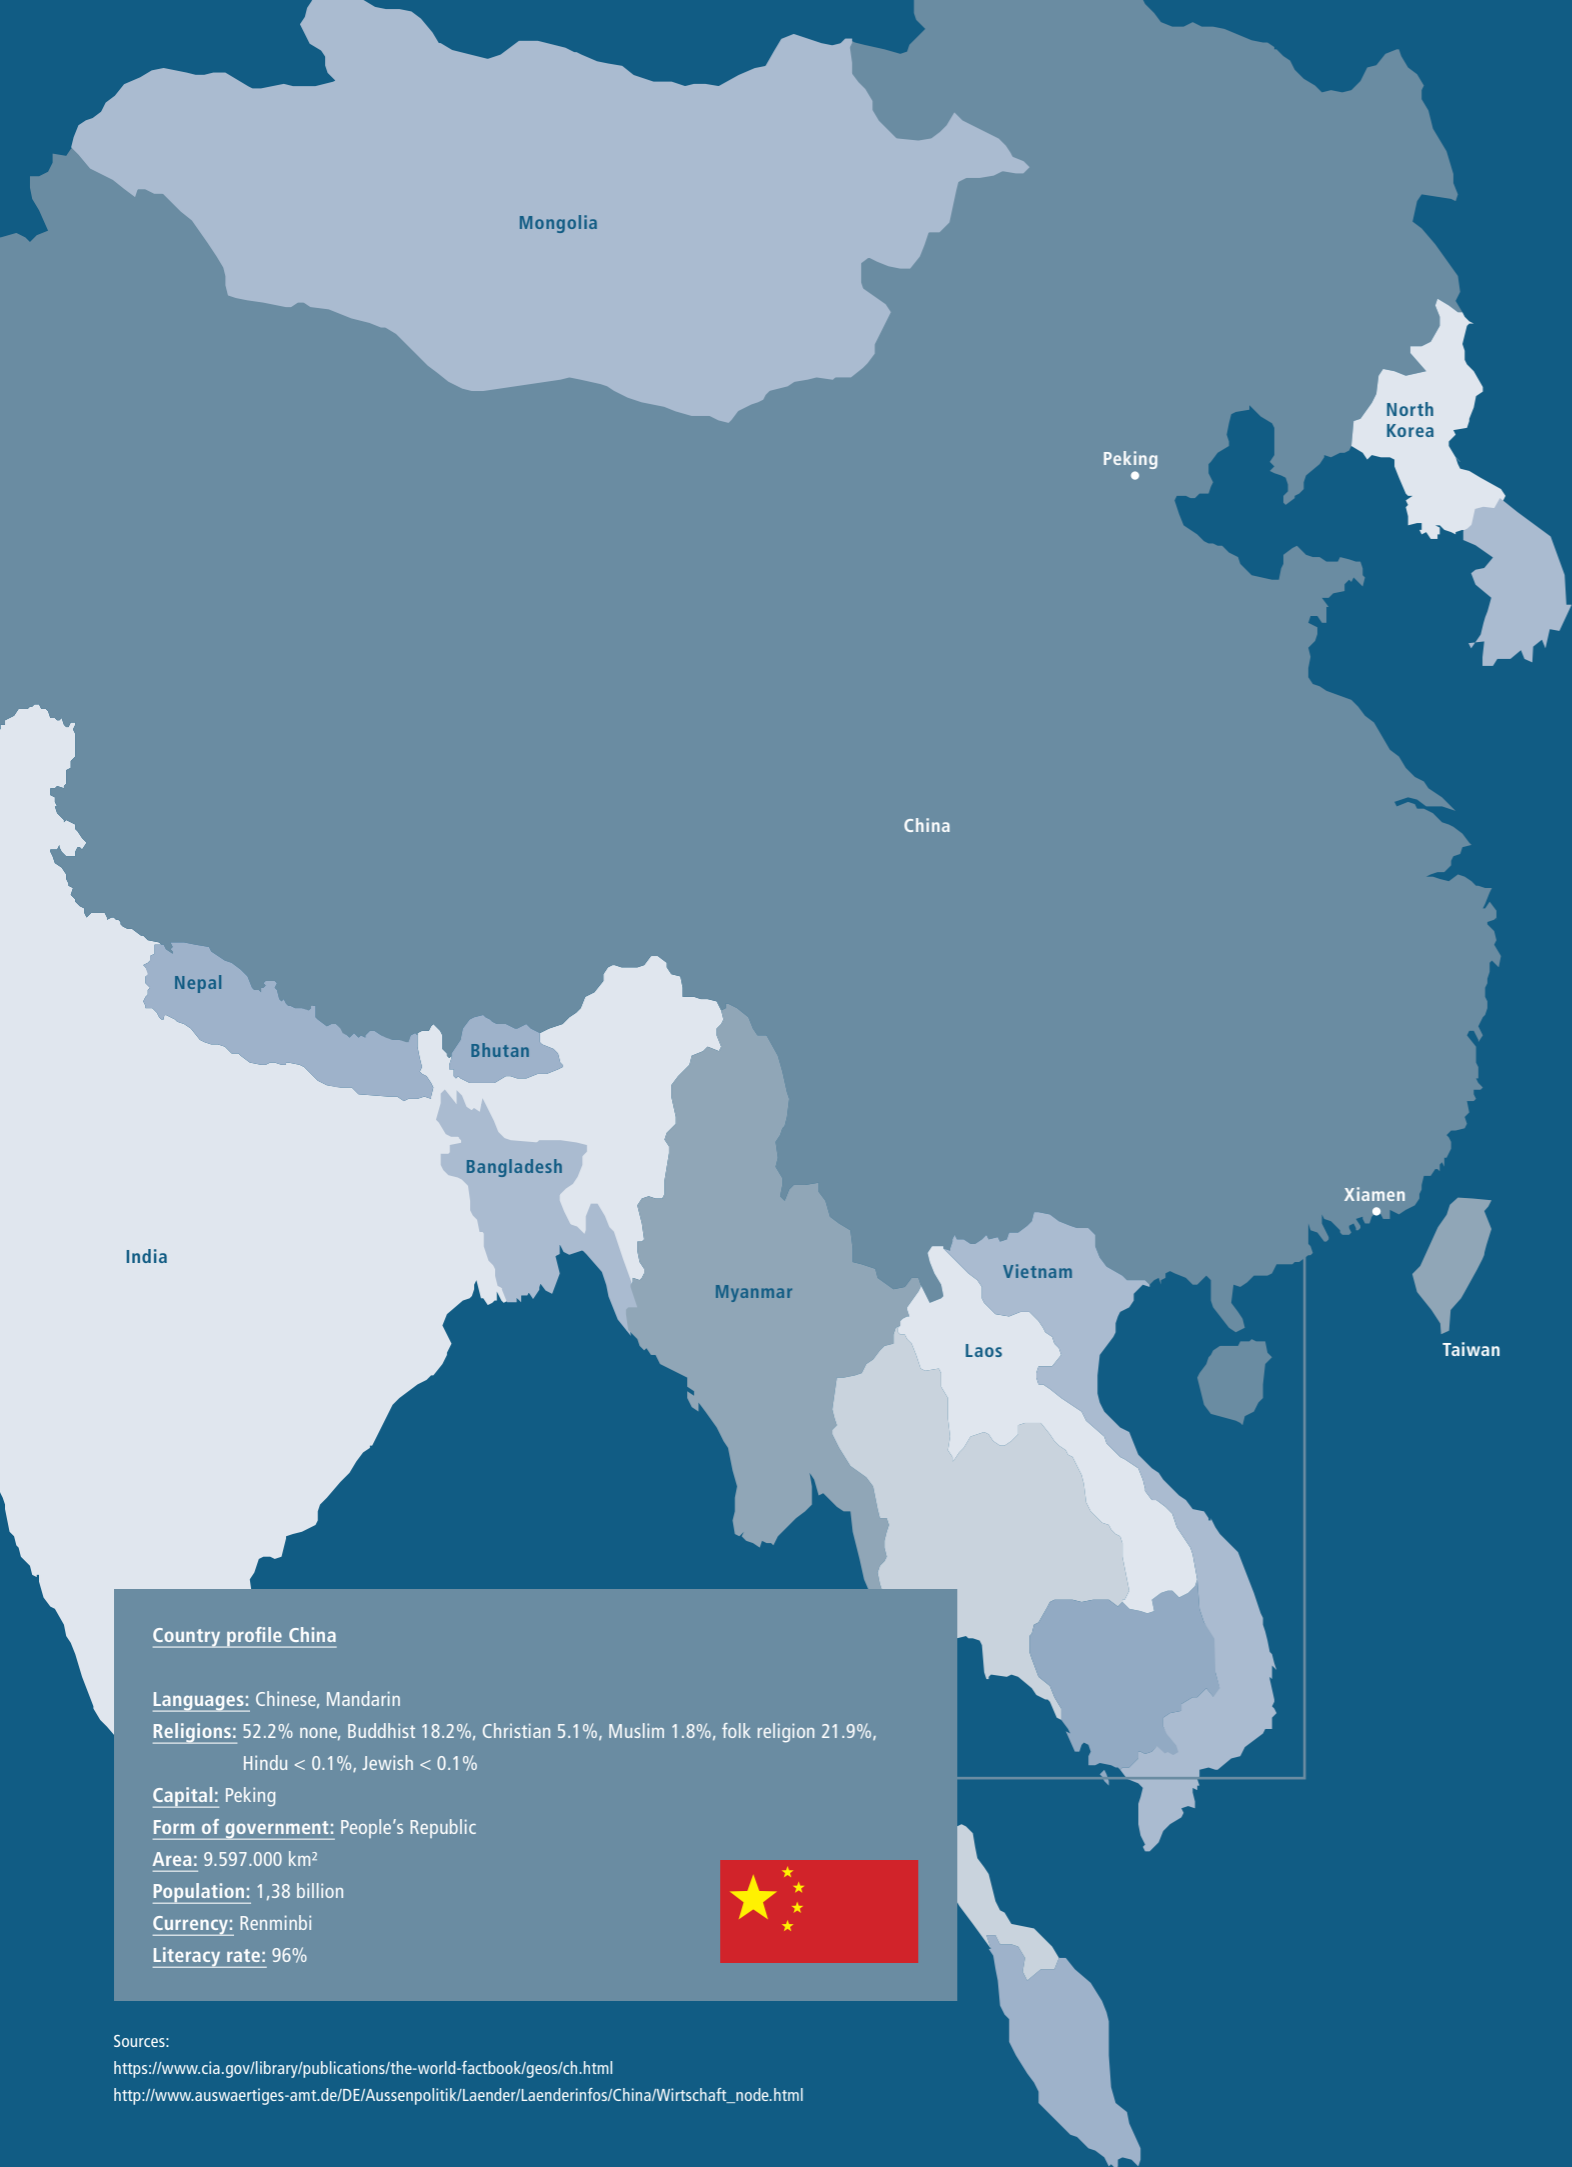 Mongolia
North
Korea
Peking
China
Nepal
Bhutan
Bangladesh
Xiamen
India
Vietnam
Myanmar
Laos
Taiwan
Country profile China
Languages: Chinese, Mandarin
Religions: 52.2% none, Buddhist 18.2%, Christian 5.1%, Muslim 1.8%, folk religion 21.9%,
Hindu < 0.1%, Jewish < 0.1%
Capital: Peking
Form of government: People’s Republic
Area: 9.597.000 km²
Population: 1,38 billion
Currency: Renminbi
Literacy rate: 96%
Sources:
https://www.cia.gov/library/publications/the-world-factbook/geos/ch.html
http://www.auswaertiges-amt.de/DE/Aussenpolitik/Laender/Laenderinfos/China/Wirtschaft_node.html